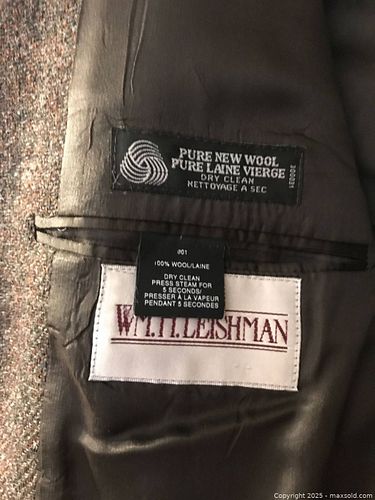 PURE NEW WOOL
PURE LAINE VIERGE
DRY CLEAN
NETTOYAGE A SEC
100% WOOL/LAINE
DRY CLEAN
PRESS STEAM FOR
5 SECONDS/
PRESSER À LA VAPEUR
PENDANT 5 SECONDES
WM.H.LEISHMAN
Copyright 2025 - maxsold.com